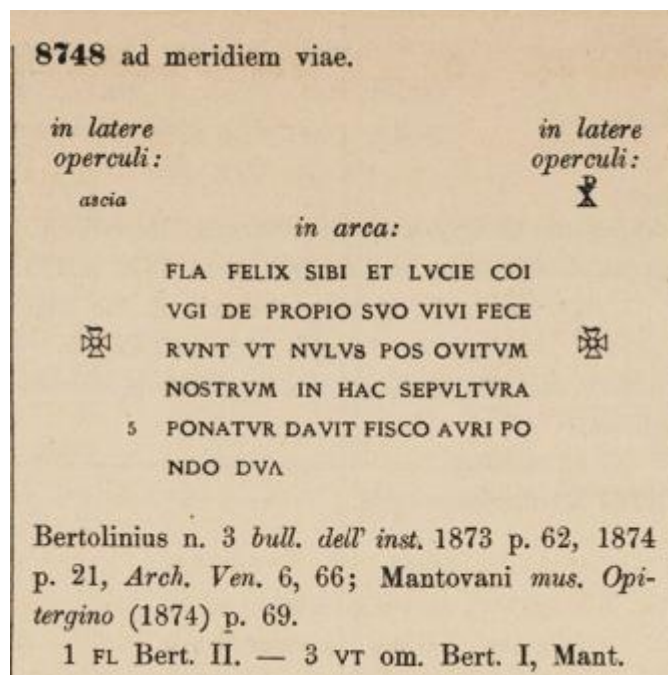 8748 ad meridiem viae.
in latere
operculi:
ascia
in latere
operculi:
in arca:
FLA FELIX SIBI ET LVCIE COI
VGI DE PROPIO SVO VIVI FECE
RVNT VT NVLVS POS OVITVM
NOSTRVM IN HAC SEPVLTVRA
5 PONATVR DAVIT FISCO AVRI PO
NDO DVΛ
Bertolinius n. 3 bull. dell' inst. 1873 p. 62, 1874
p. 21, Arch. Ven. 6, 66; Mantovani mus. Opi-
tergino (1874) p. 69.
1 FL Bert. II. — 3 VT om. Bert. I, Mant.